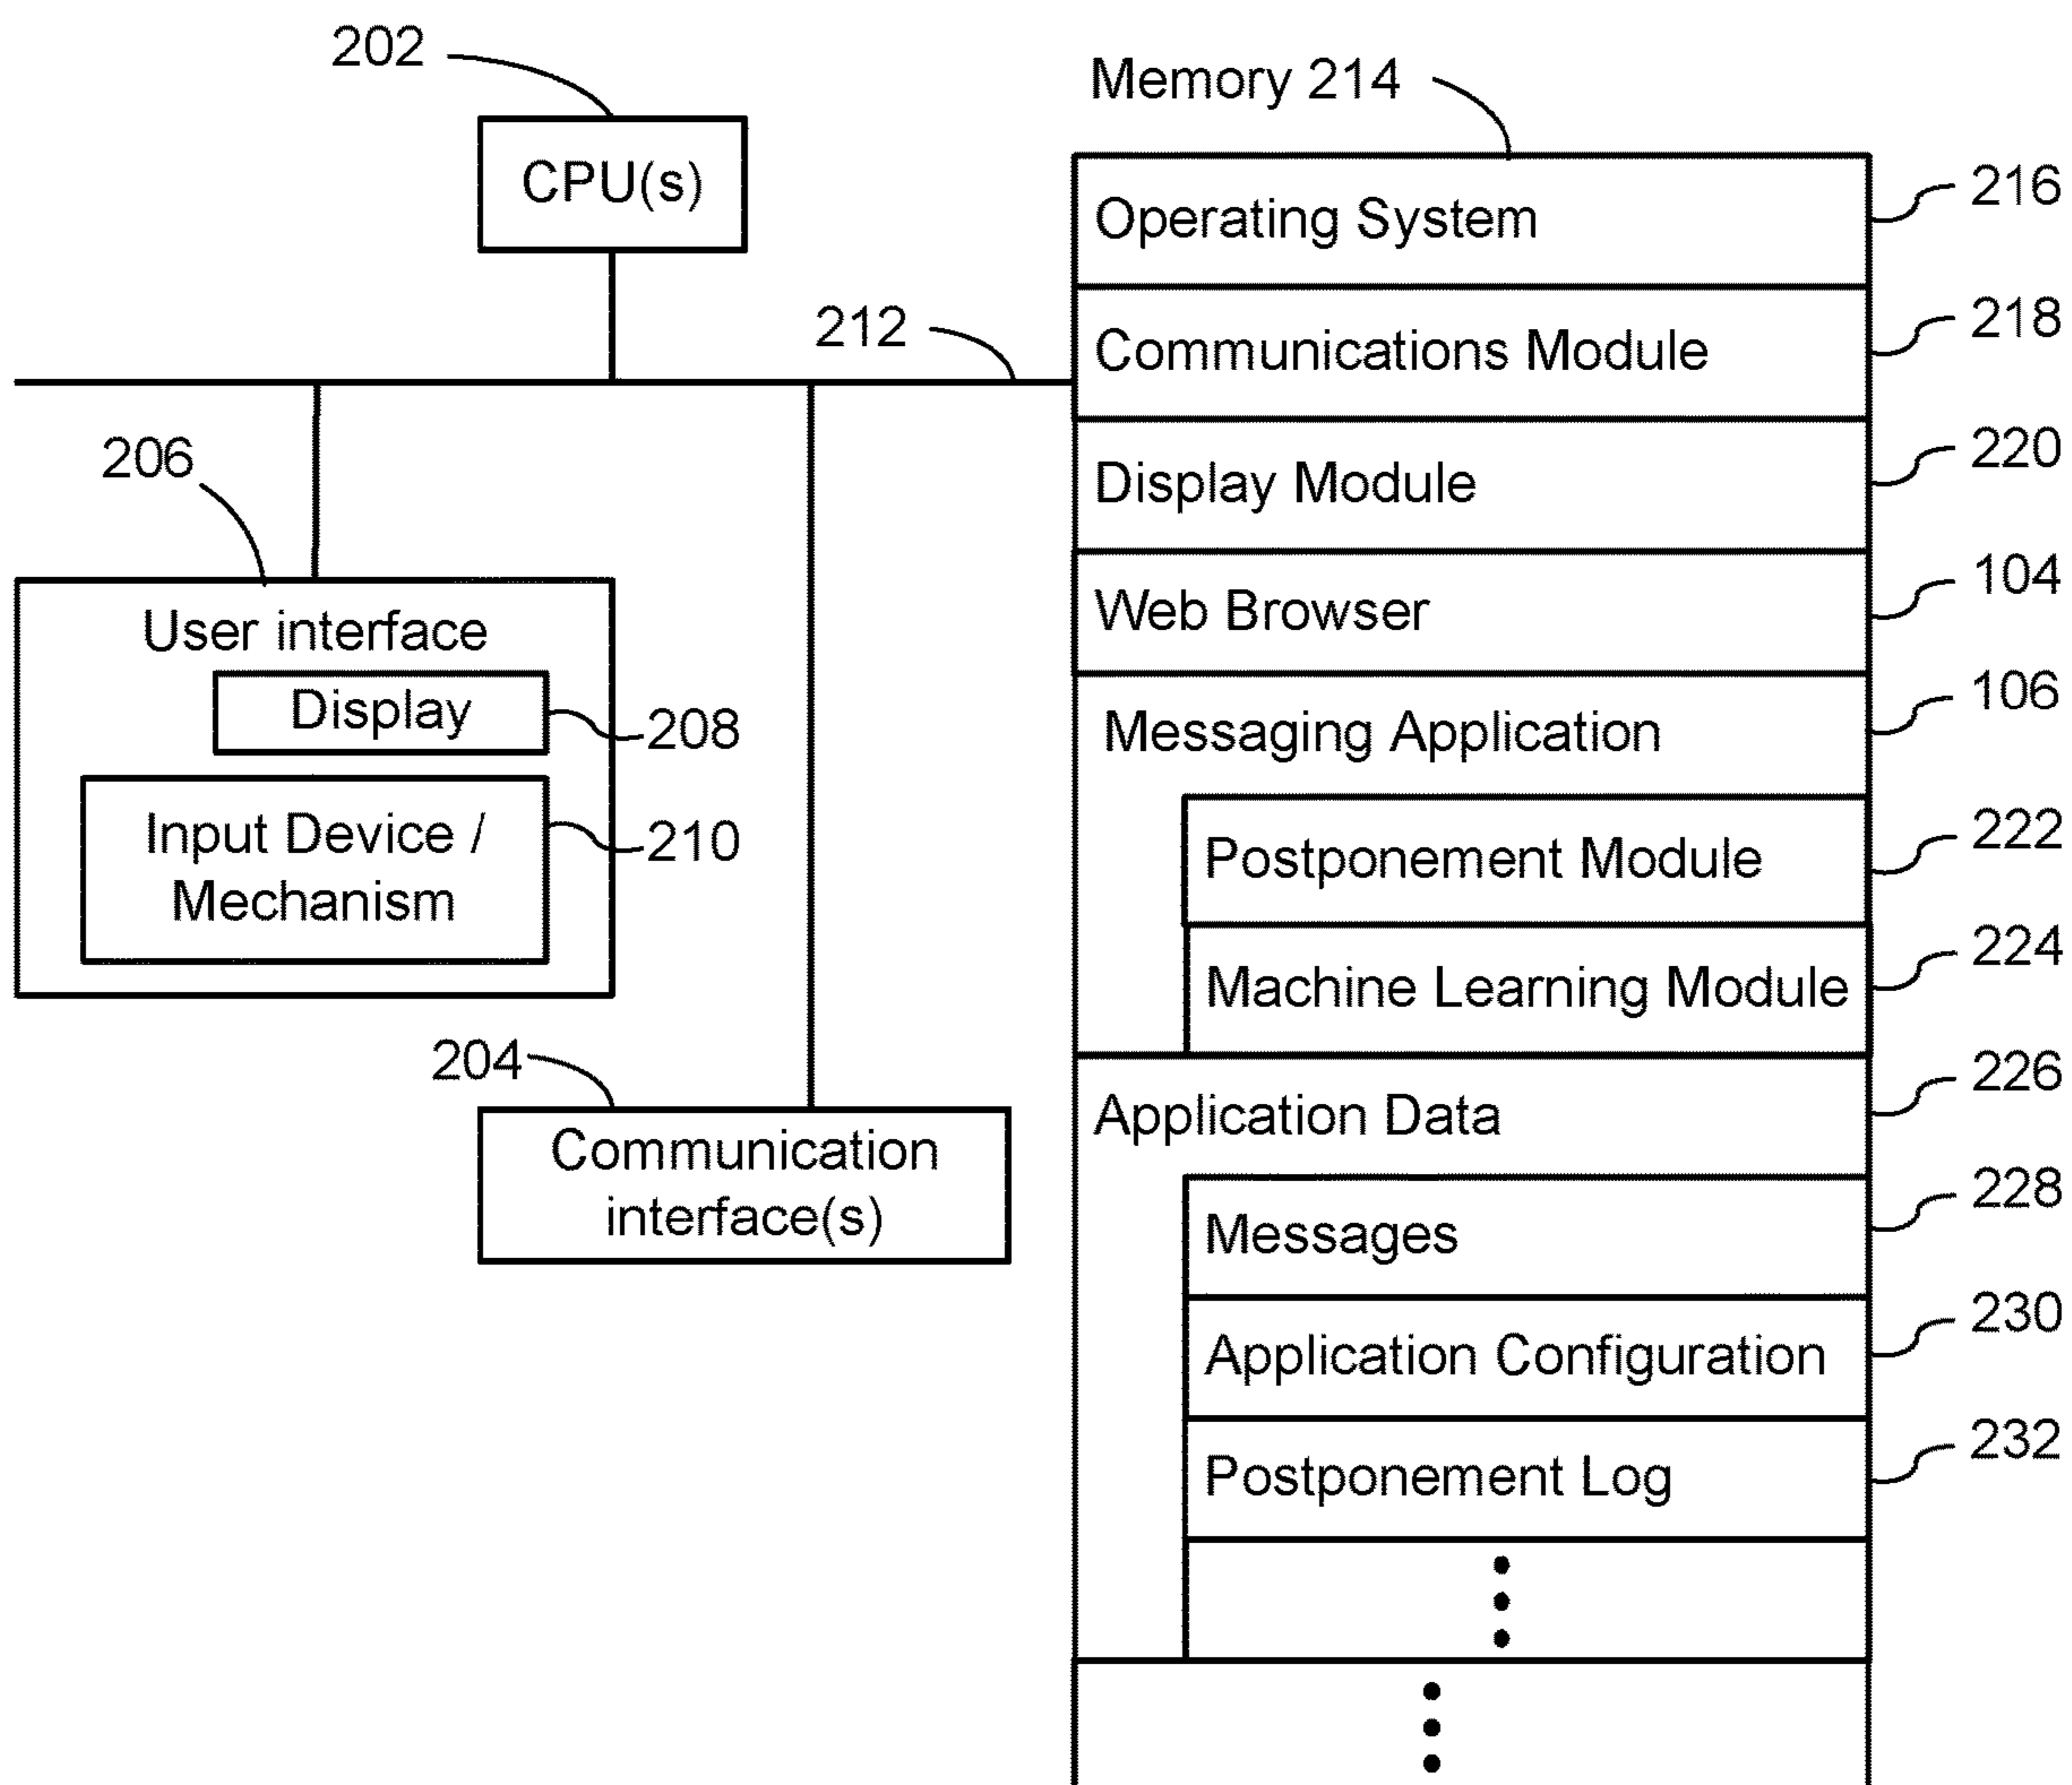 202
CPU(s)
212
206
User interface
Display
208
Input Device /
Mechanism
210
204
Communication
interface(s)
Memory 214
Operating System
216
Communications Module
218
Display Module
220
Web Browser
104
Messaging Application
106
Postponement Module
222
Machine Learning Module
224
Application Data
226
Messages
228
Application Configuration
230
Postponement Log
232